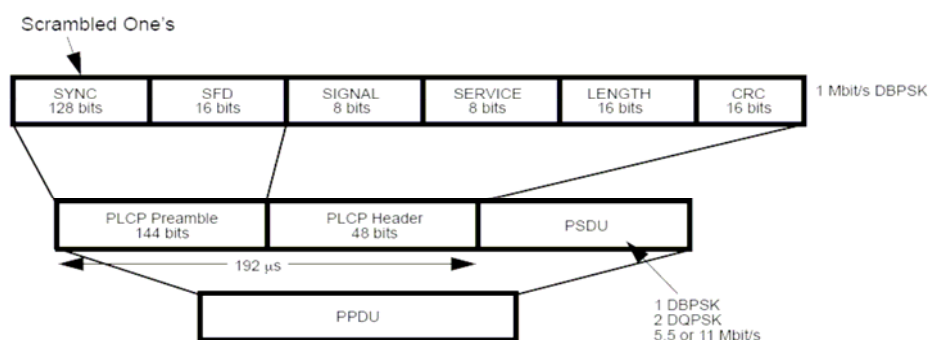 Scrambled One's
SYNC
128 bits
SFD
16 bits
SIGNAL
8 bits
SERVICE
8 bits
LENGTH
16 bits
CRC
16 bits
1 Mbit/s DBPSK
PLCP Preamble
144 bits
PLCP Header
48 bits
PSDU
192 μs
PPDU
1 DBPSK
2 DQPSK
5.5 or 11 Mbit/s